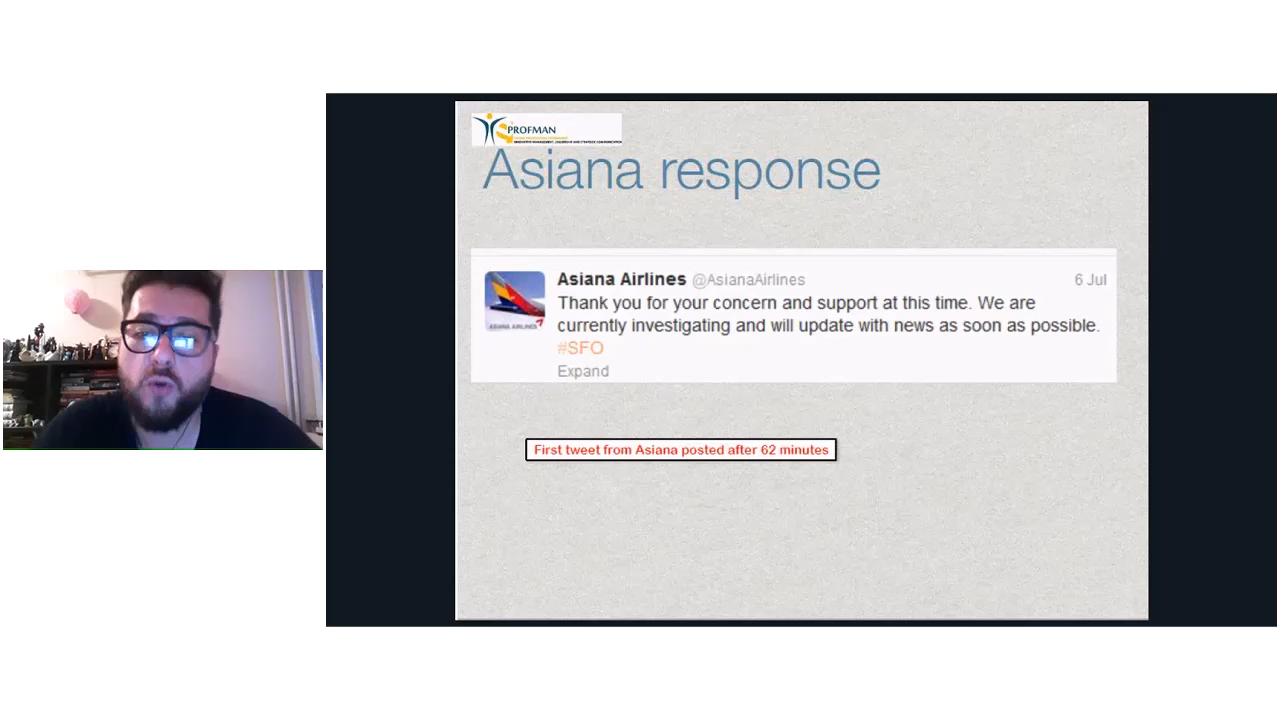 PROFMAN
Asiana response
Asiana Airlines @AsianaAirlines 6 Jul
Thank you for your concern and support at this time. We are
currently investigating and will update with news as soon as possible.
#SFO
Expand
ASIANA AIRLINES
First tweet from Asiana posted after 62 minutes